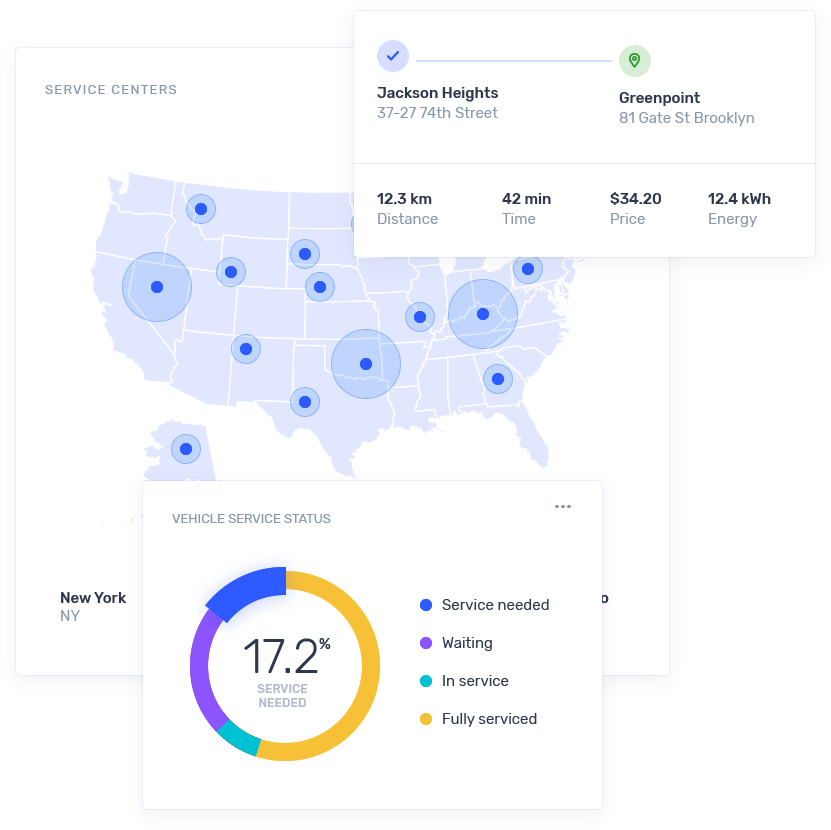 SERVICE CENTERS
Jackson Heights
37-27 74th Street
Greenpoint
81 Gate St Brooklyn
12.3 km
Distance
42 min
Time
$34.20
Price
12.4 kWh
Energy
New York
NY
VEHICLE SERVICE STATUS
17.2%
SERVICE
NEEDED
Service needed
Waiting
In service
Fully serviced